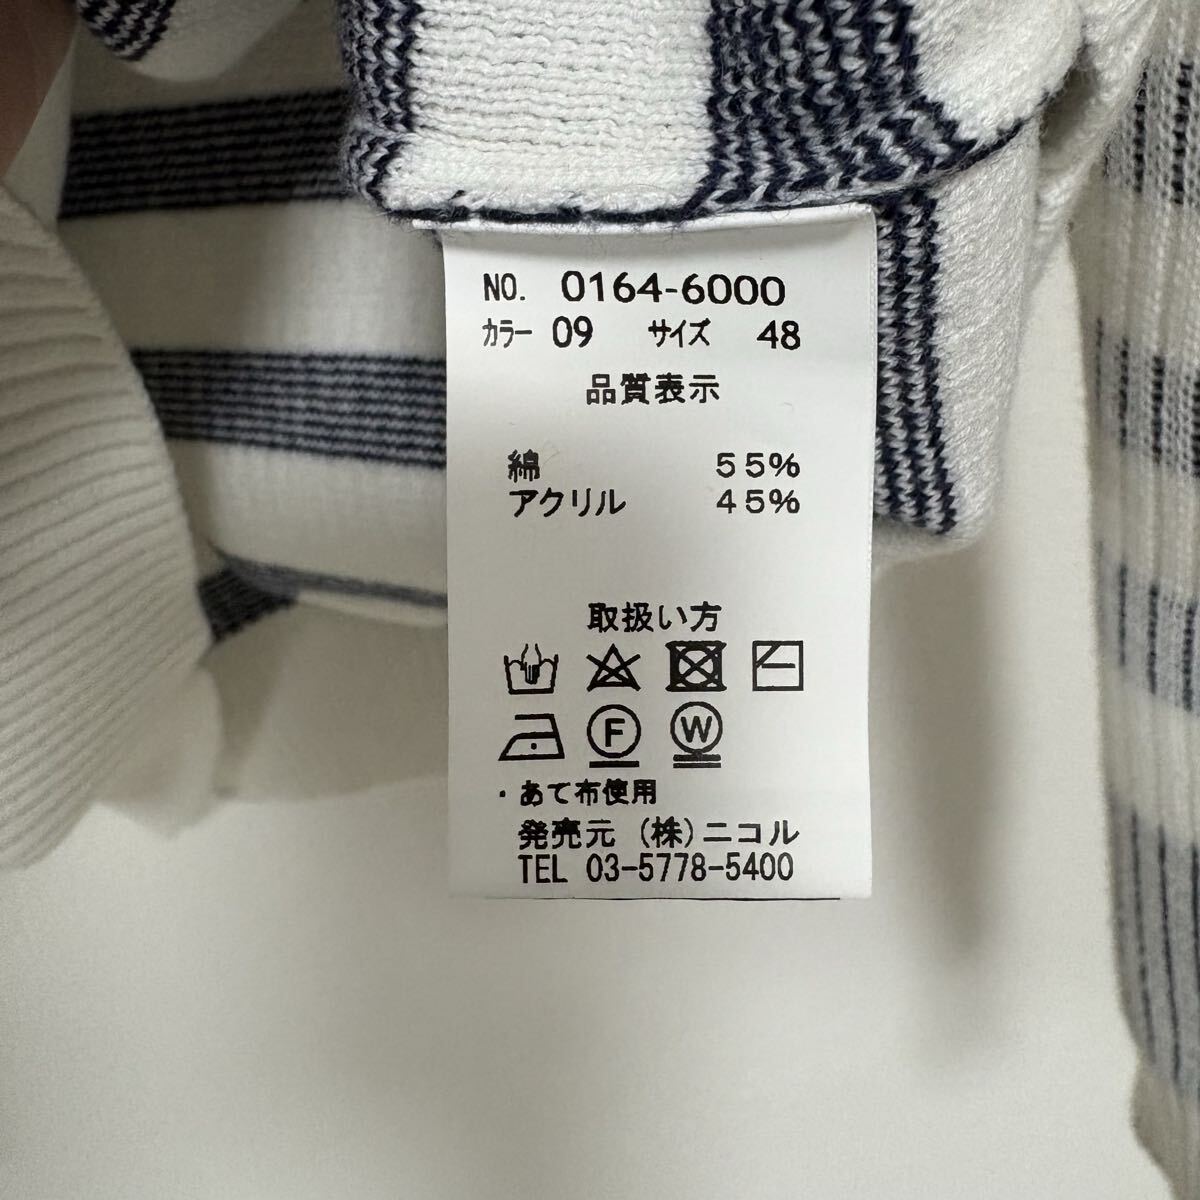 NO. 0164-6000
カラー 09 サイズ 48
品質表示
綿 55%
アクリル 45%
取扱い方
F W
・あて布使用
発売元 (株)ニコル
TEL 03-5778-5400